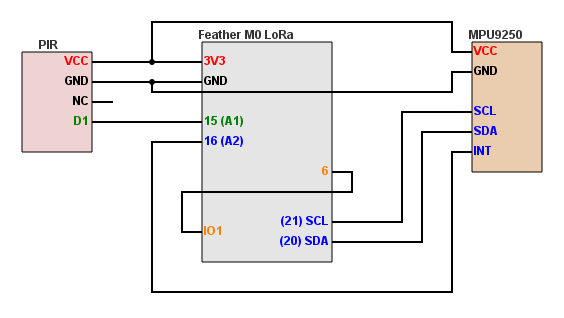 PIR
VCC
GND
NC
D1
Feather M0 LoRa
3V3
GND
15 (A1)
16 (A2)
6
IO1
(21) SCL
(20) SDA
MPU9250
VCC
GND
SCL
SDA
INT